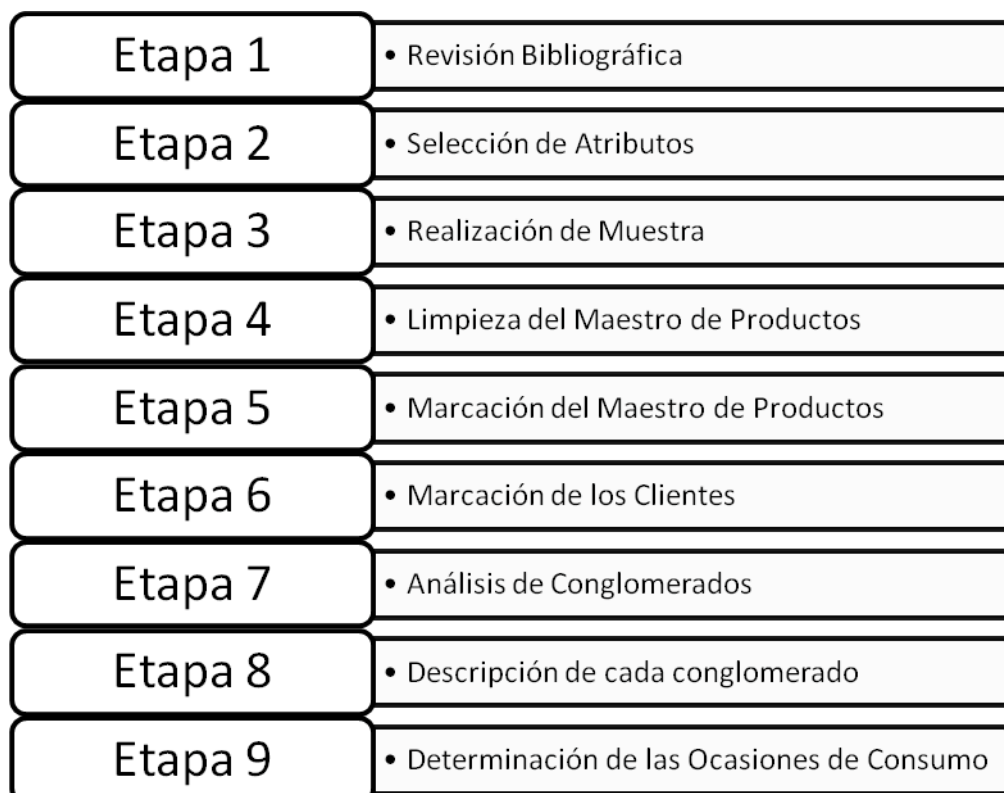 Etapa 1
• Revisión Bibliográfica
Etapa 2
• Selección de Atributos
Etapa 3
• Realización de Muestra
Etapa 4
• Limpieza del Maestro de Productos
Etapa 5
• Marcación del Maestro de Productos
Etapa 6
• Marcación de los Clientes
Etapa 7
• Análisis de Conglomerados
Etapa 8
• Descripción de cada conglomerado
Etapa 9
• Determinación de las Ocasiones de Consumo